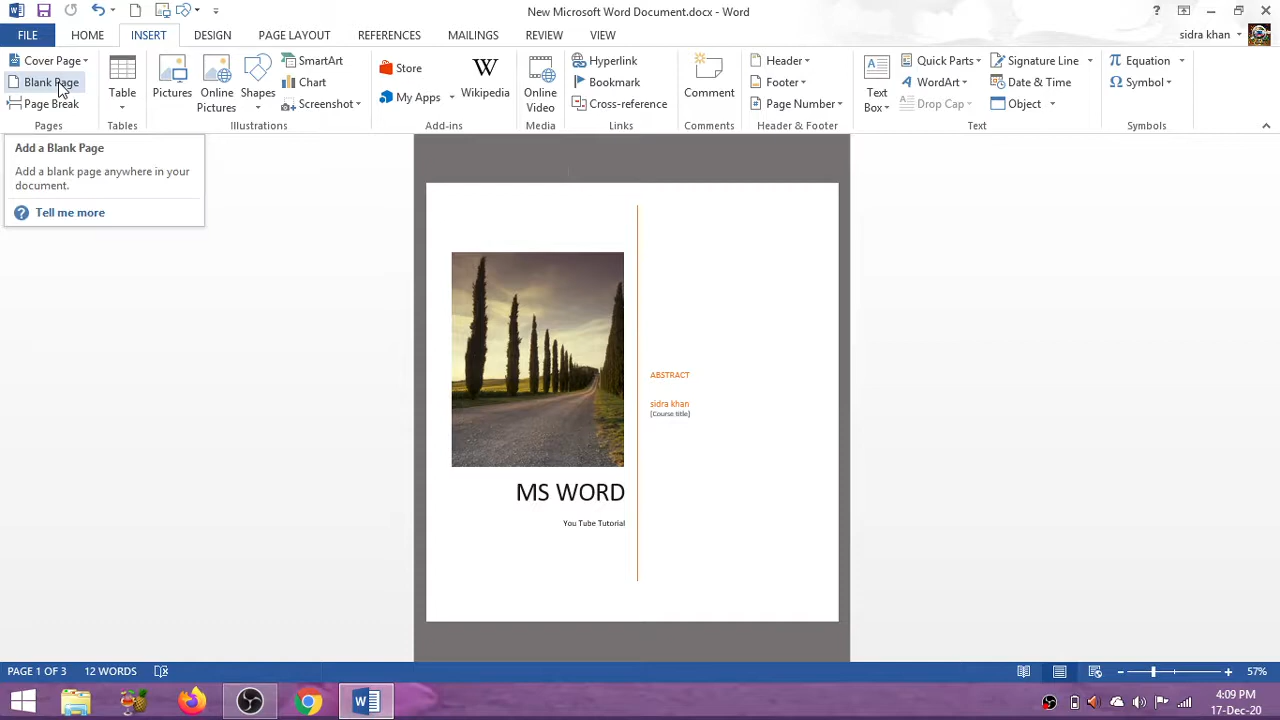 New Microsoft Word Document.docx - Word
FILE HOME INSERT DESIGN PAGE LAYOUT REFERENCES MAILINGS REVIEW VIEW sidra khan
Cover Page
Blank Page
Page Break
Pages
Table
Tables
Pictures
Online Pictures
Shapes
SmartArt
Chart
Screenshot
Illustrations
Store
My Apps
W
Wikipedia
Add-ins
Online Video
Media
Hyperlink
Bookmark
Cross-reference
Links
Comment
Comments
Header
Footer
Page Number
Header & Footer
Text Box
Quick Parts
WordArt
Drop Cap
Signature Line
Date & Time
Object
Text
Equation
Symbol
Symbols
Add a Blank Page
Add a blank page anywhere in your
document.
Tell me more
ABSTRACT
sidra khan
[Course title]
MS WORD
You Tube Tutorial
PAGE 1 OF 3 12 WORDS 57%
4:09 PM
17-Dec-20